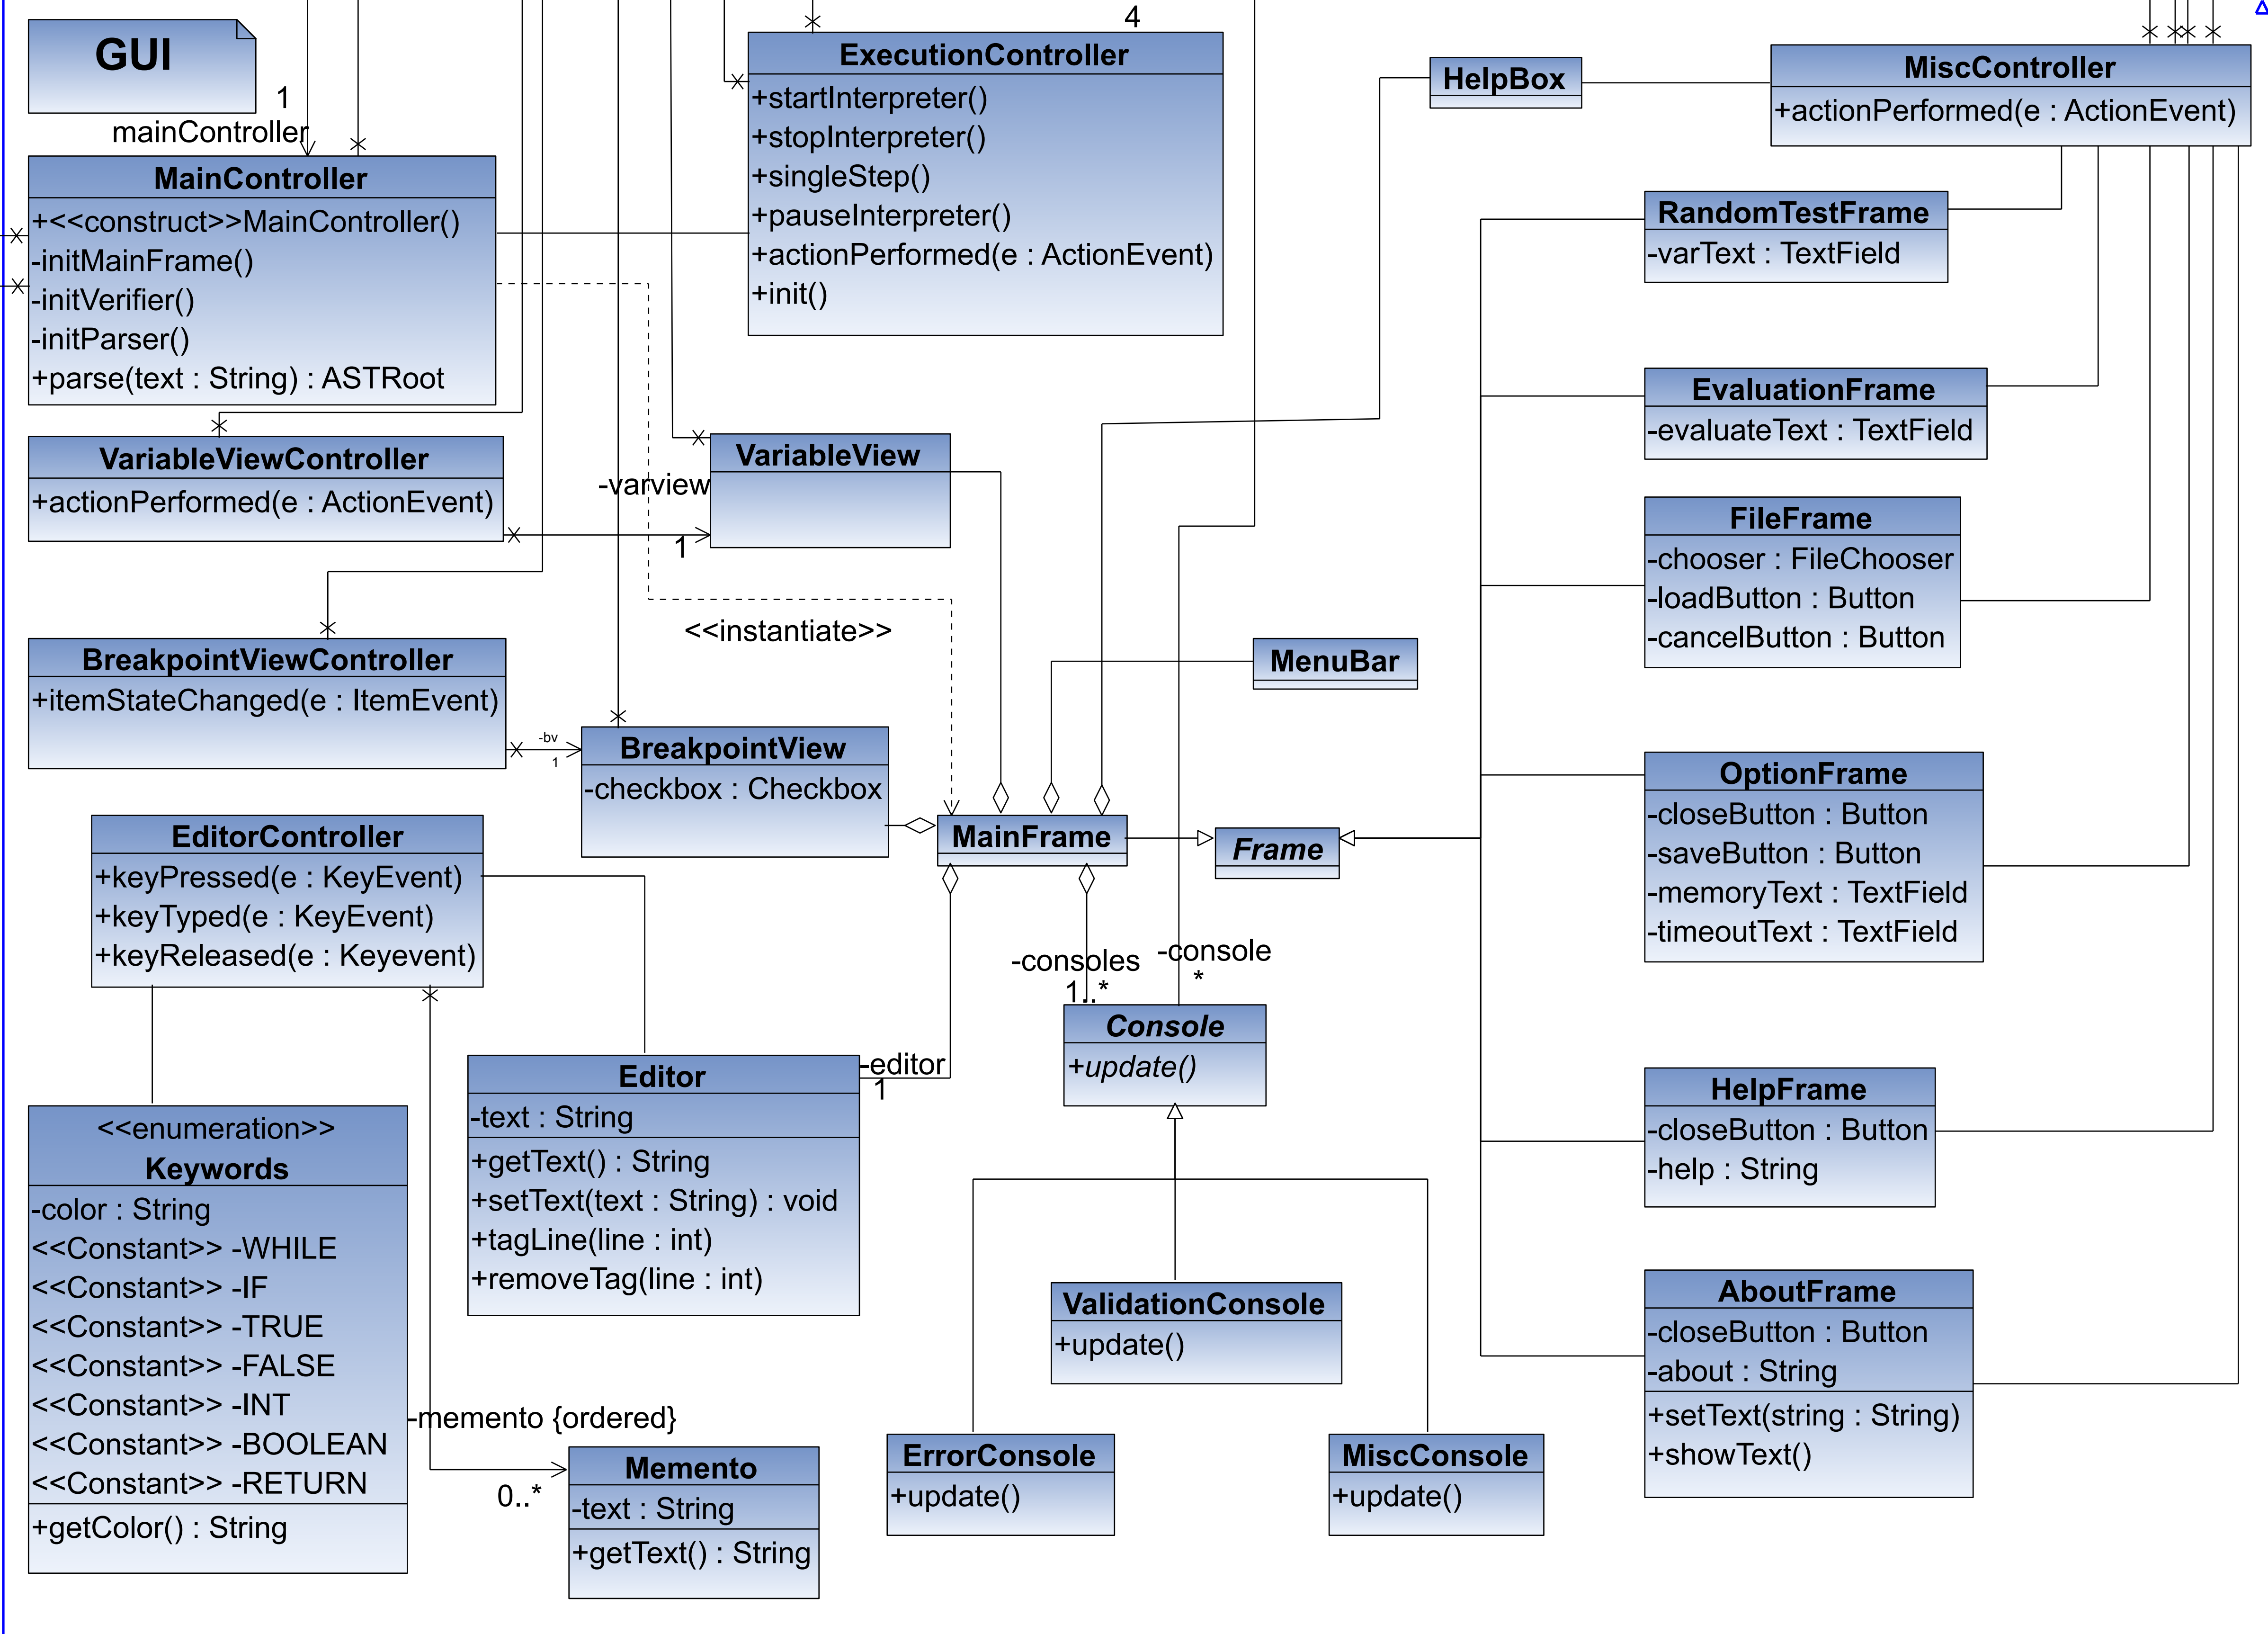 GUI
1
mainController
MainController
+<<construct>>MainController()
-initMainFrame()
-initVerifier()
-initParser()
+parse(text : String) : ASTRoot
4
ExecutionController
+startInterpreter()
+stopInterpreter()
+singleStep()
+pauseInterpreter()
+actionPerformed(e : ActionEvent)
+init()
HelpBox
MiscController
+actionPerformed(e : ActionEvent)
RandomTestFrame
-varText : TextField
EvaluationFrame
-evaluateText : TextField
FileFrame
-chooser : FileChooser
-loadButton : Button
-cancelButton : Button
VariableViewController
+actionPerformed(e : ActionEvent)
VariableView
-varview
1
BreakpointViewController
+itemStateChanged(e : ItemEvent)
<<instantiate>>
-bv
1
BreakpointView
-checkbox : Checkbox
MenuBar
MainFrame
Frame
OptionFrame
-closeButton : Button
-saveButton : Button
-memoryText : TextField
-timeoutText : TextField
EditorController
+keyPressed(e : KeyEvent)
+keyTyped(e : KeyEvent)
+keyReleased(e : Keyevent)
-consoles
1..*
-console
*
Console
+update()
Editor
-text : String
+getText() : String
+setText(text : String) : void
+tagLine(line : int)
+removeTag(line : int)
-editor
1
HelpFrame
-closeButton : Button
-help : String
<<enumeration>>
Keywords
-color : String
<<Constant>> -WHILE
<<Constant>> -IF
<<Constant>> -TRUE
<<Constant>> -FALSE
<<Constant>> -INT
<<Constant>> -BOOLEAN
<<Constant>> -RETURN
+getColor() : String
-memento {ordered}
0..*
Memento
-text : String
+getText() : String
ValidationConsole
+update()
ErrorConsole
+update()
MiscConsole
+update()
AboutFrame
-closeButton : Button
-about : String
+setText(string : String)
+showText()